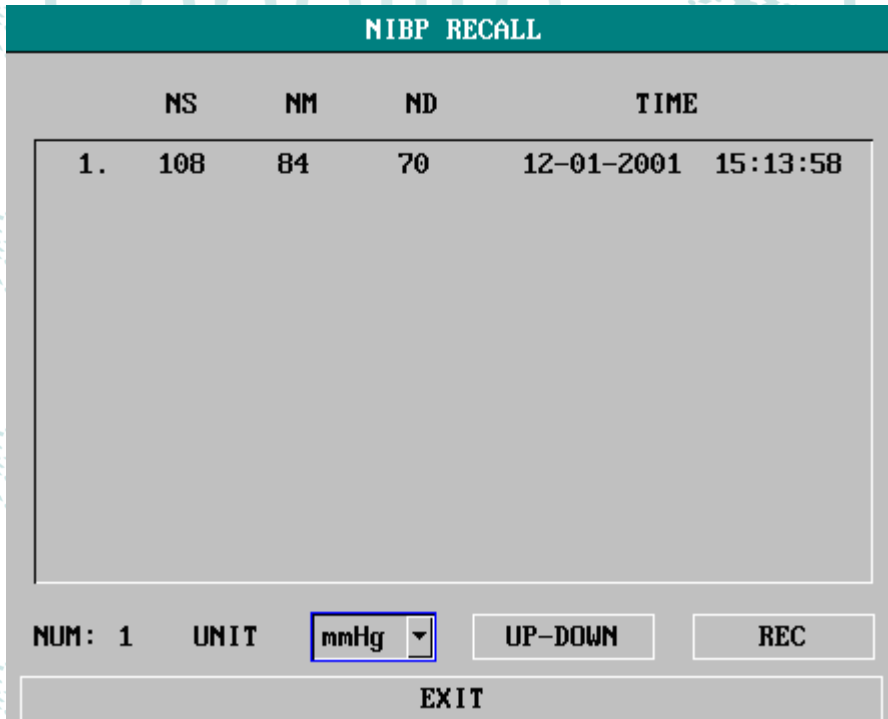 NIBP RECALL
NS NM ND TIME
1. 108 84 70 12-01-2001 15:13:58
NUM: 1 UNIT mmHg UP-DOWN REC
EXIT